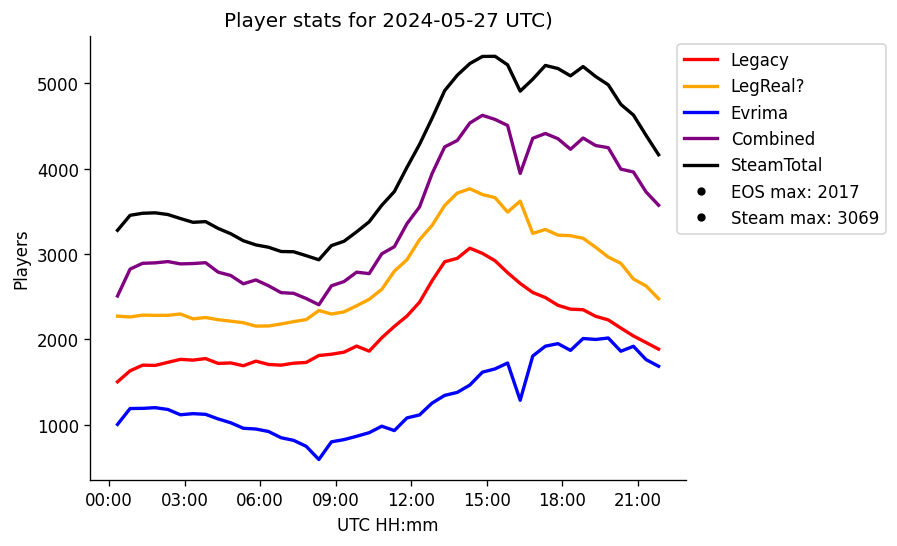 Player stats for 2024-05-27 UTC)
Players
5000
4000
3000
2000
1000
00:00 03:00 06:00 09:00 12:00 15:00 18:00 21:00
UTC HH:mm
Legacy
LegReal?
Evrima
Combined
SteamTotal
EOS max: 2017
Steam max: 3069